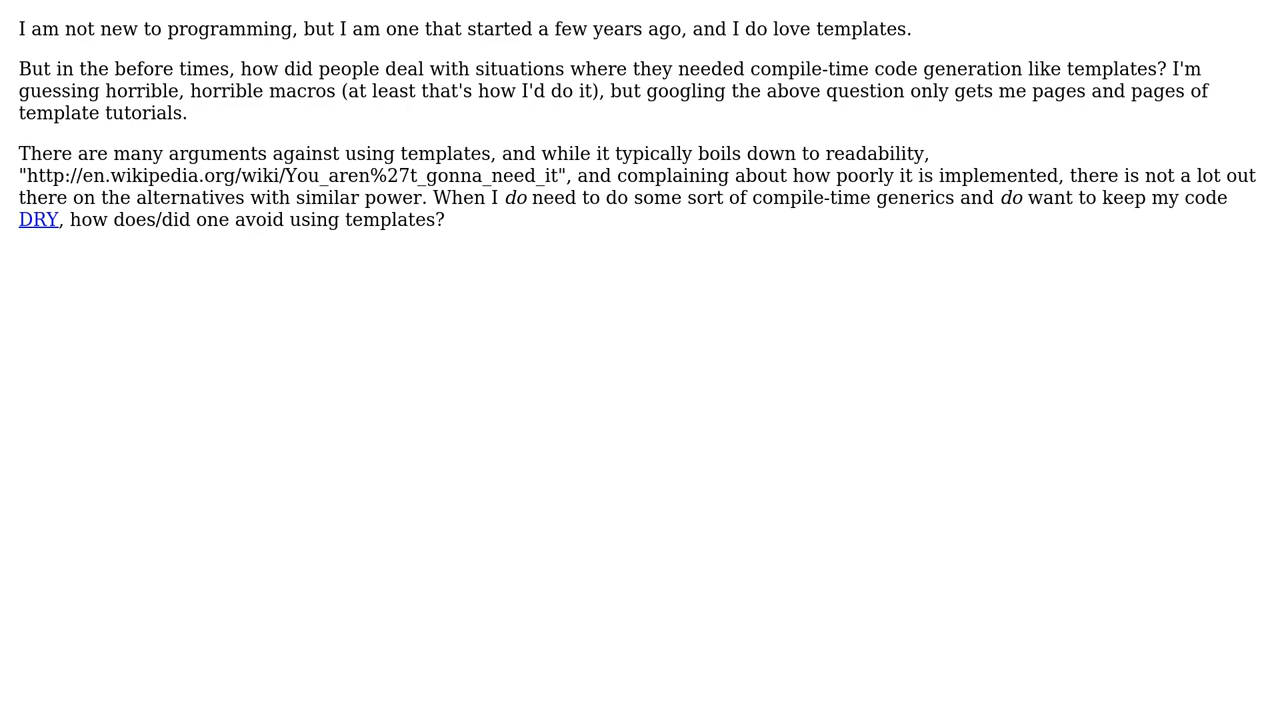 I am not new to programming, but I am one that started a few years ago, and I do love templates.
But in the before times, how did people deal with situations where they needed compile-time code generation like templates? I'm
guessing horrible, horrible macros (at least that's how I'd do it), but googling the above question only gets me pages and pages of
template tutorials.
There are many arguments against using templates, and while it typically boils down to readability,
"http://en.wikipedia.org/wiki/You_aren%27t_gonna_need_it", and complaining about how poorly it is implemented, there is not a lot out
there on the alternatives with similar power. When I do need to do some sort of compile-time generics and do want to keep my code
DRY, how does/did one avoid using templates?